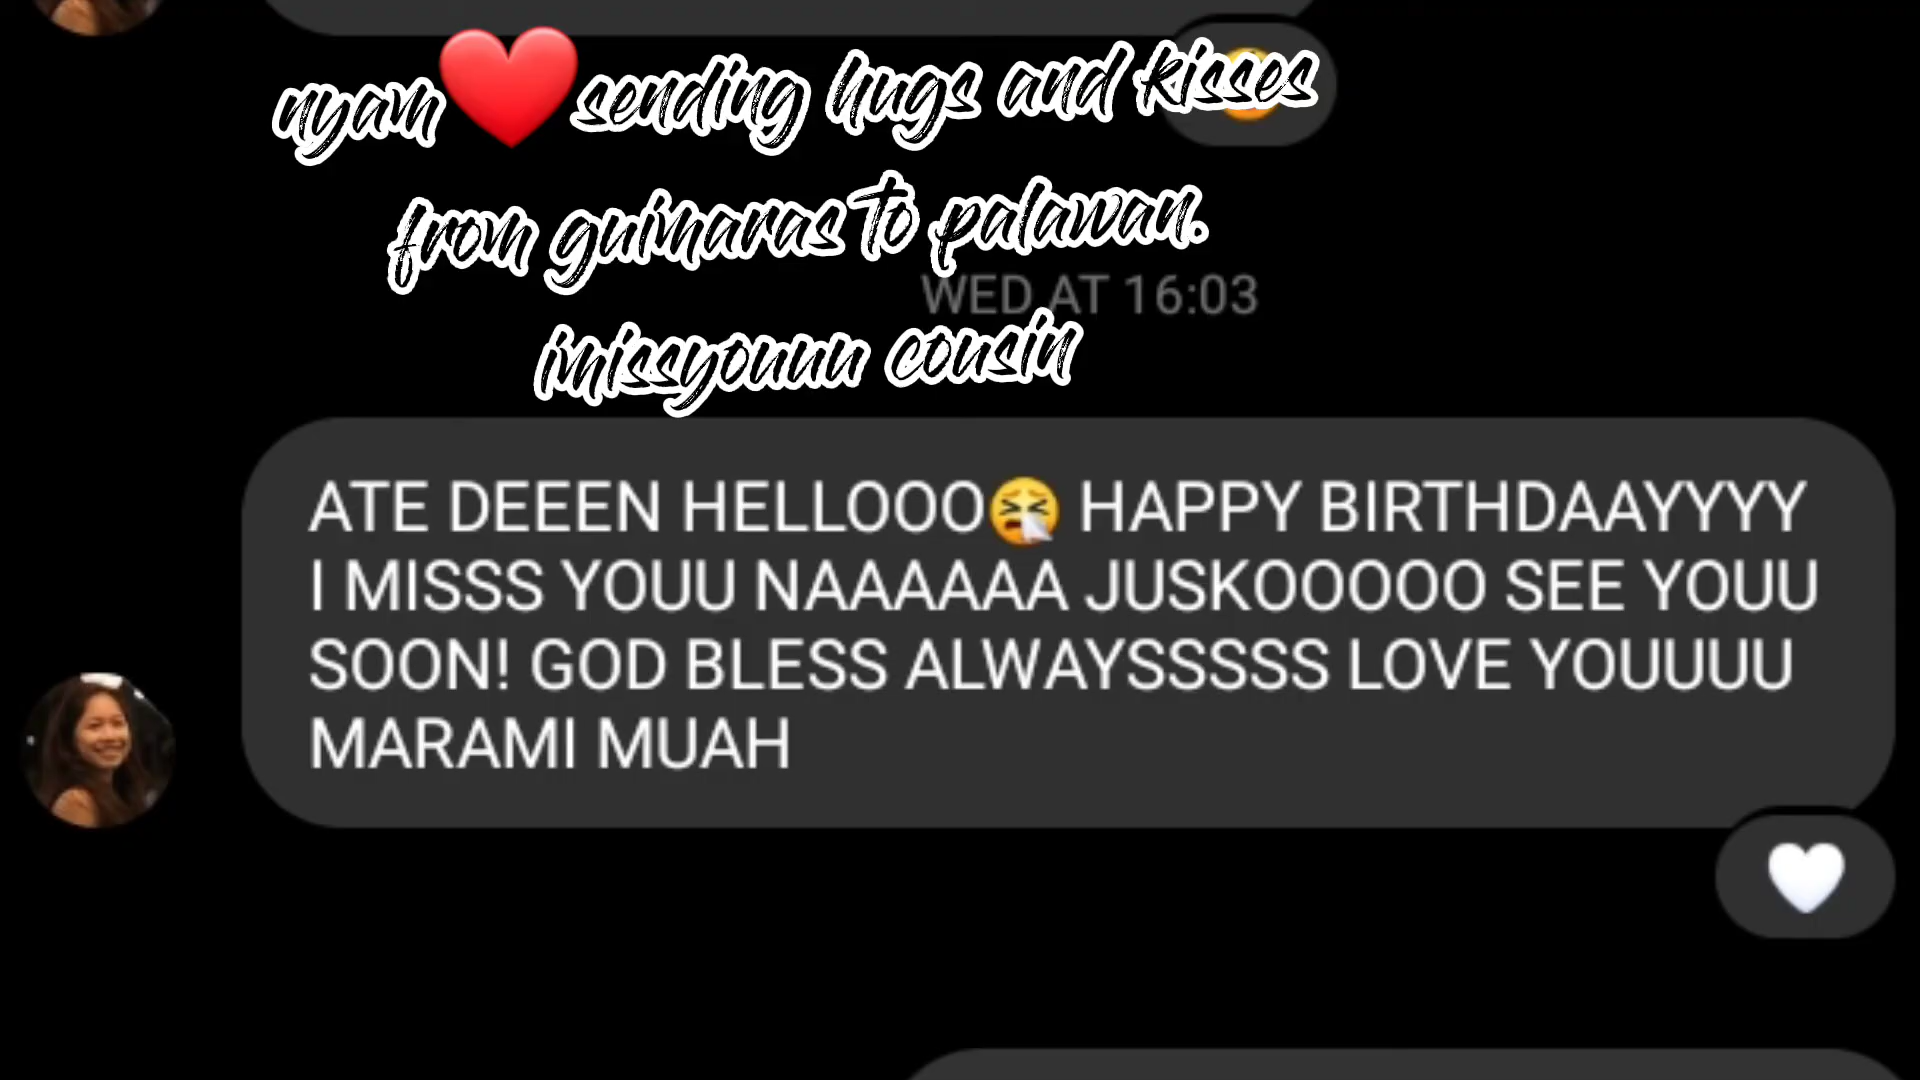 nyam❤️sending hugs and kisses
from guimaras to palawan.
WED AT 16:03
imissyouuu cousin
ATE DEEEN HELLOOO🤧 HAPPY BIRTHDAAYYYY
I MISSS YOUU NAAAAAA JUSKOOOOO SEE YOUU
SOON! GOD BLESS ALWAYSSSSS LOVE YOUUUU
MARAMI MUAH